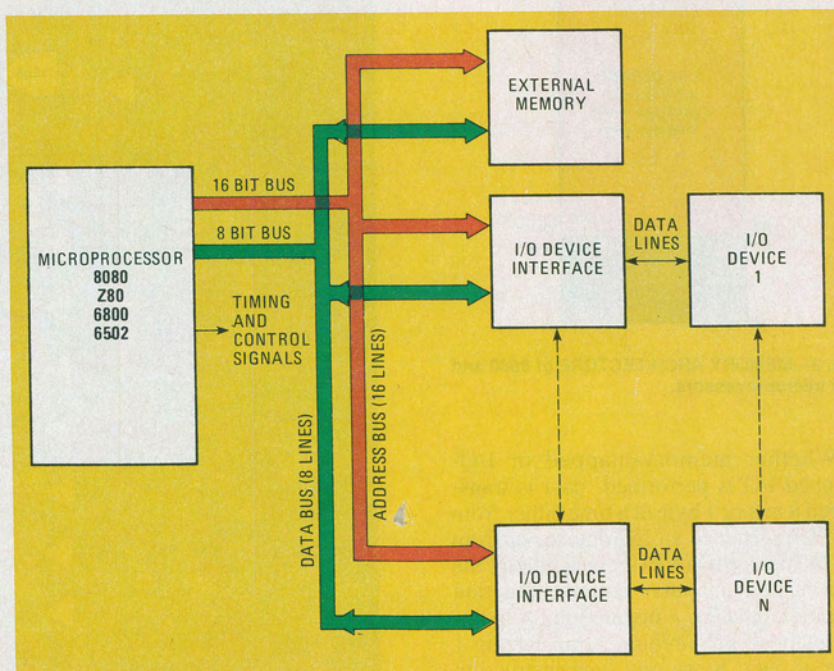 EXTERNAL
MEMORY
16 BIT BUS
8 BIT BUS
MICROPROCESSOR
8080
Z80
6800
6502
TIMING
AND
CONTROL
SIGNALS
I/O DEVICE
INTERFACE
DATA
LINES
I/O
DEVICE
1
DATA BUS (8 LINES)
ADDRESS BUS (16 LINES)
I/O DEVICE
INTERFACE
DATA
LINES
I/O
DEVICE
N